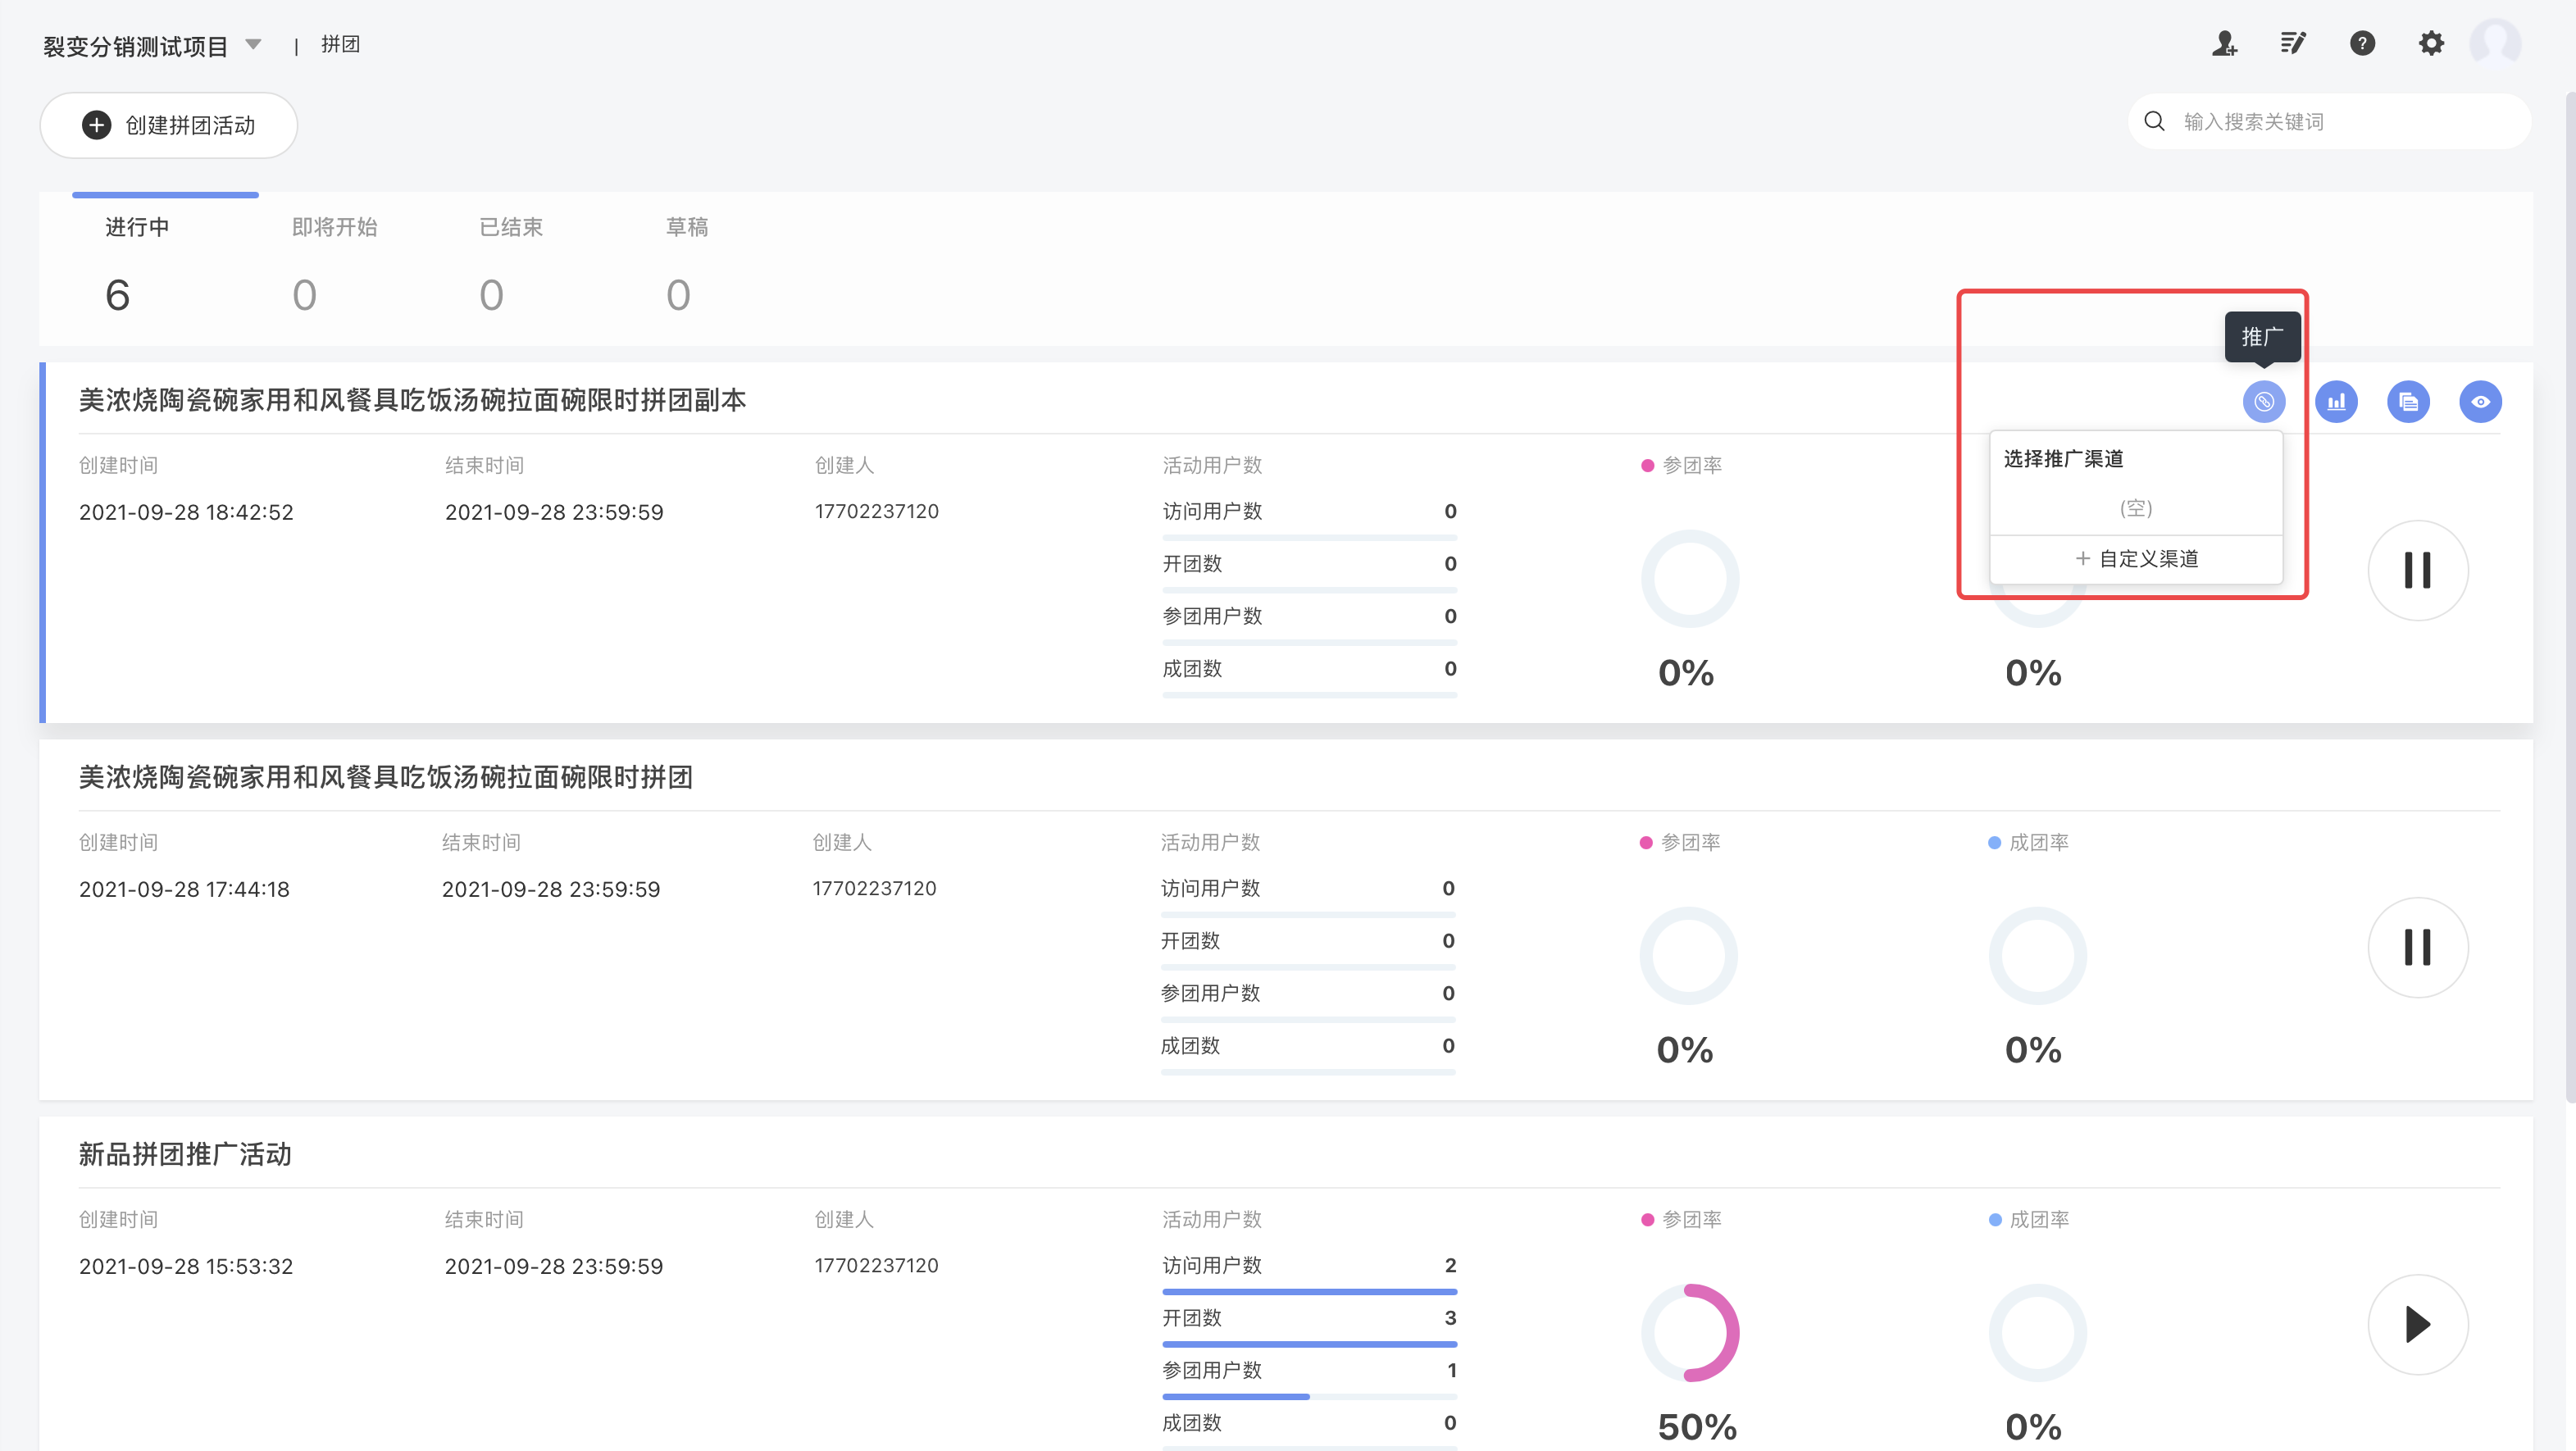 裂变分销测试项目 | 拼团
创建拼团活动
输入搜索关键词
进行中 即将开始 已结束 草稿
6 0 0 0
推广
美浓烧陶瓷碗家用和风餐具吃饭汤碗拉面碗限时拼团副本
创建时间 结束时间 创建人 活动用户数 参团率
选择推广渠道
(空)
+ 自定义渠道
2021-09-28 18:42:52 2021-09-28 23:59:59 17702237120 访问用户数 0
开团数 0
参团用户数 0
成团数 0
0% 0%
美浓烧陶瓷碗家用和风餐具吃饭汤碗拉面碗限时拼团
创建时间 结束时间 创建人 活动用户数 参团率 成团率
2021-09-28 17:44:18 2021-09-28 23:59:59 17702237120 访问用户数 0
开团数 0
参团用户数 0
成团数 0
0% 0%
新品拼团推广活动
创建时间 结束时间 创建人 活动用户数 参团率 成团率
2021-09-28 15:53:32 2021-09-28 23:59:59 17702237120 访问用户数 2
开团数 3
参团用户数 1
成团数 0
50% 0%